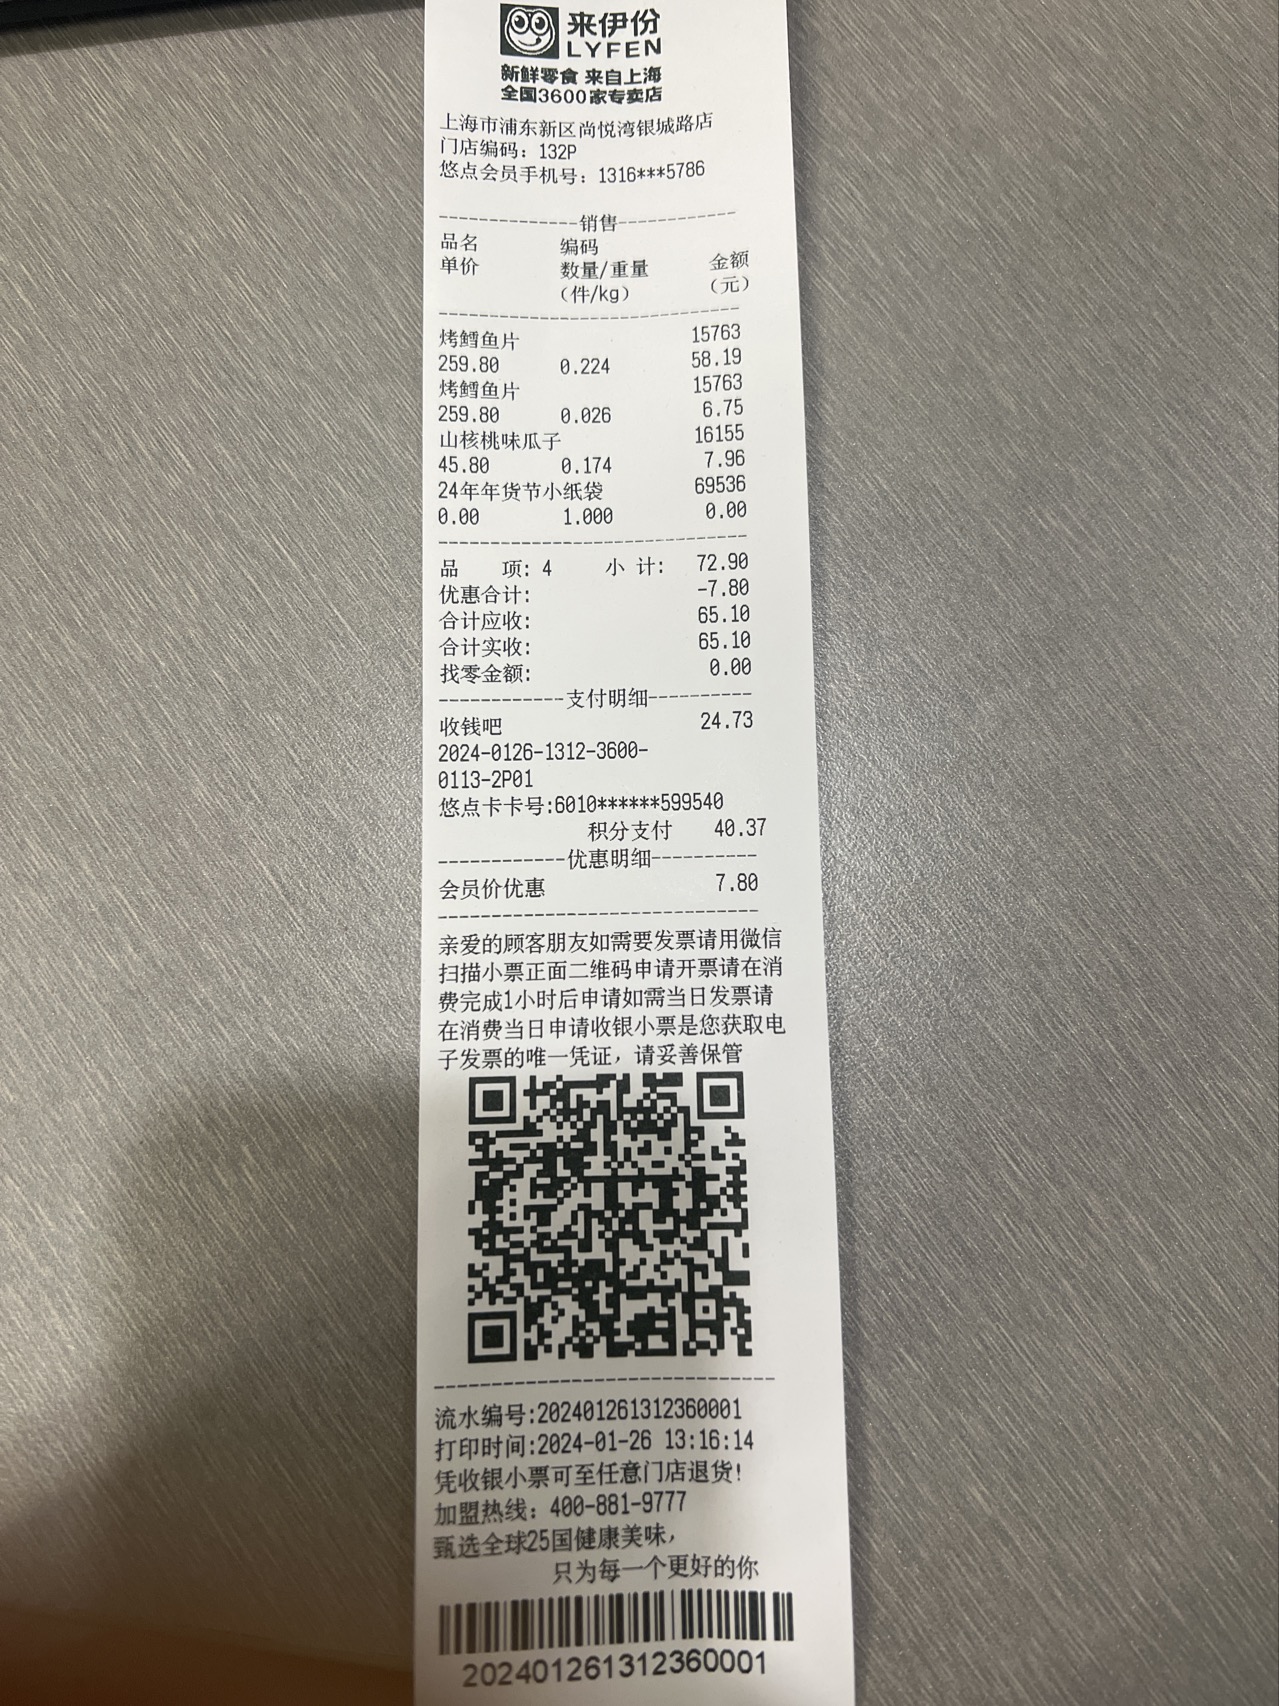 来伊份
LYFEN
新鲜零食 来自上海
全国3600家专卖店
上海市浦东新区尚悦湾银城路店
门店编码：132P
悠点会员手机号：1316***5786
--------------销售------------
品名 编码
单价 数量/重量 金额
（件/kg） （元）
烤鳕鱼片 15763
259.80 0.224 58.19
烤鳕鱼片 15763
259.80 0.026 6.75
山核桃味瓜子 16155
45.80 0.174 7.96
24年年货节小纸袋 69536
0.00 1.000 0.00
品 项: 4 小 计: 72.90
优惠合计: -7.80
合计应收: 65.10
合计实收: 65.10
找零金额: 0.00
------------支付明细----------
收钱吧 24.73
2024-0126-1312-3600-
0113-2P01
悠点卡卡号:6010******599540
积分支付 40.37
------------优惠明细----------
会员价优惠 7.80
亲爱的顾客朋友如需要发票请用微信
扫描小票正面二维码申请开票请在消
费完成1小时后申请如需当日发票请
在消费当日申请收银小票是您获取电
子发票的唯一凭证，请妥善保管
流水编号:202401261312360001
打印时间:2024-01-26 13:16:14
凭收银小票可至任意门店退货!
加盟热线：400-881-9777
甄选全球25国健康美味，
只为每一个更好的你
202401261312360001